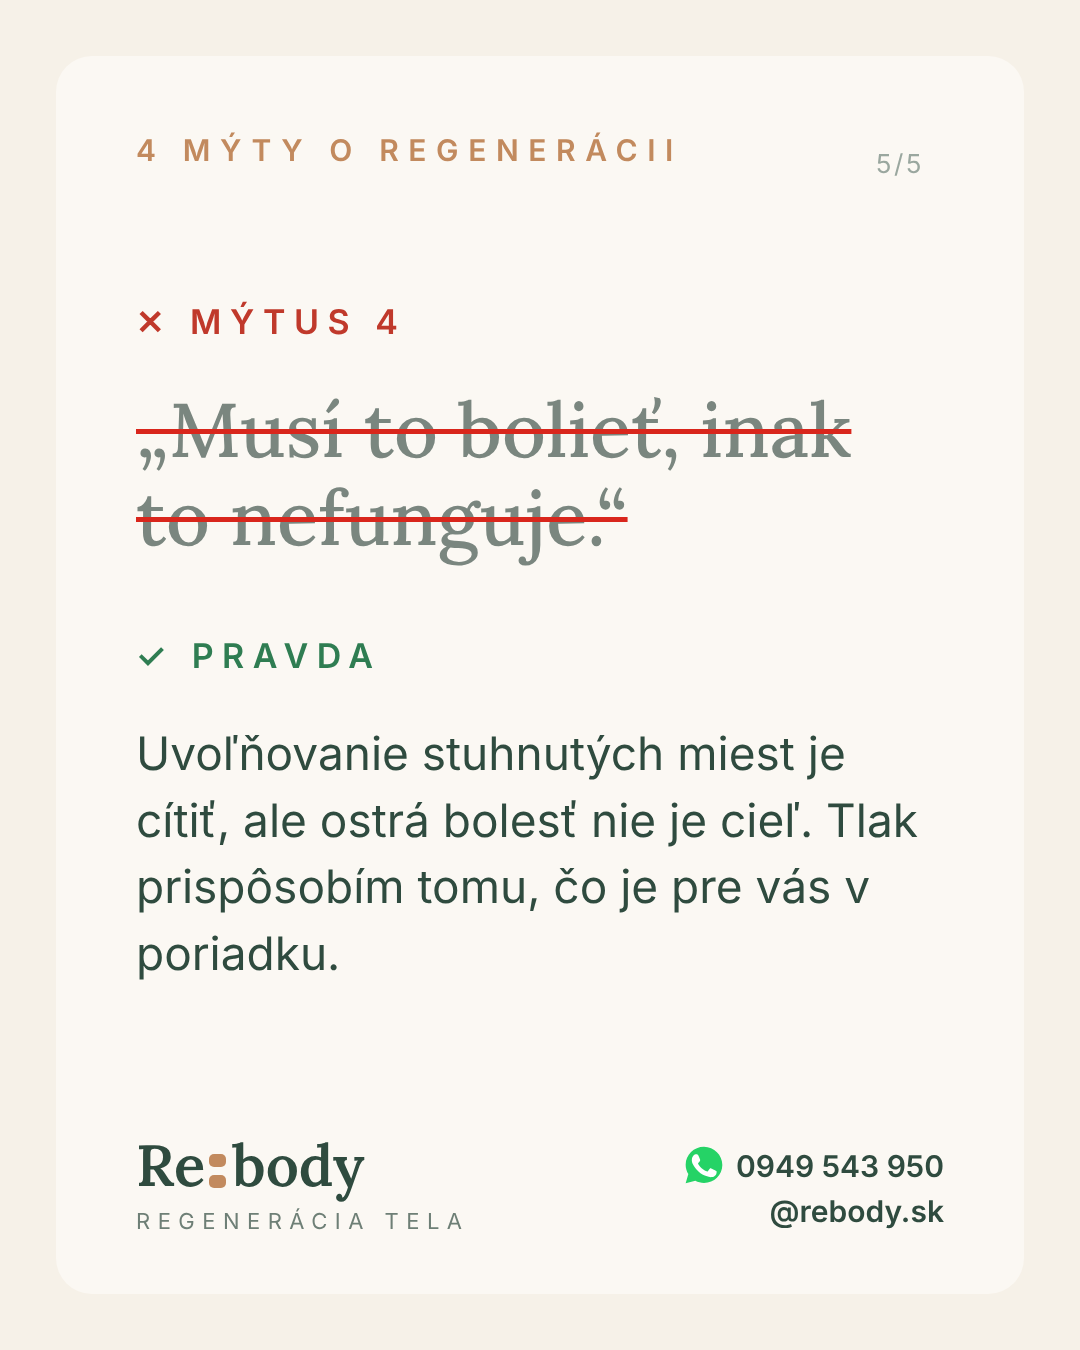 4 MÝTY O REGENERÁCII
5/5
✕ MÝTUS 4
„Musí to bolieť, inak
to nefunguje.“
✓ PRAVDA
Uvoľňovanie stuhnutých miest je
cítiť, ale ostrá bolesť nie je cieľ. Tlak
prispôsobím tomu, čo je pre vás v
poriadku.
Re:body
REGENERÁCIA TELA
0949 543 950
@rebody.sk